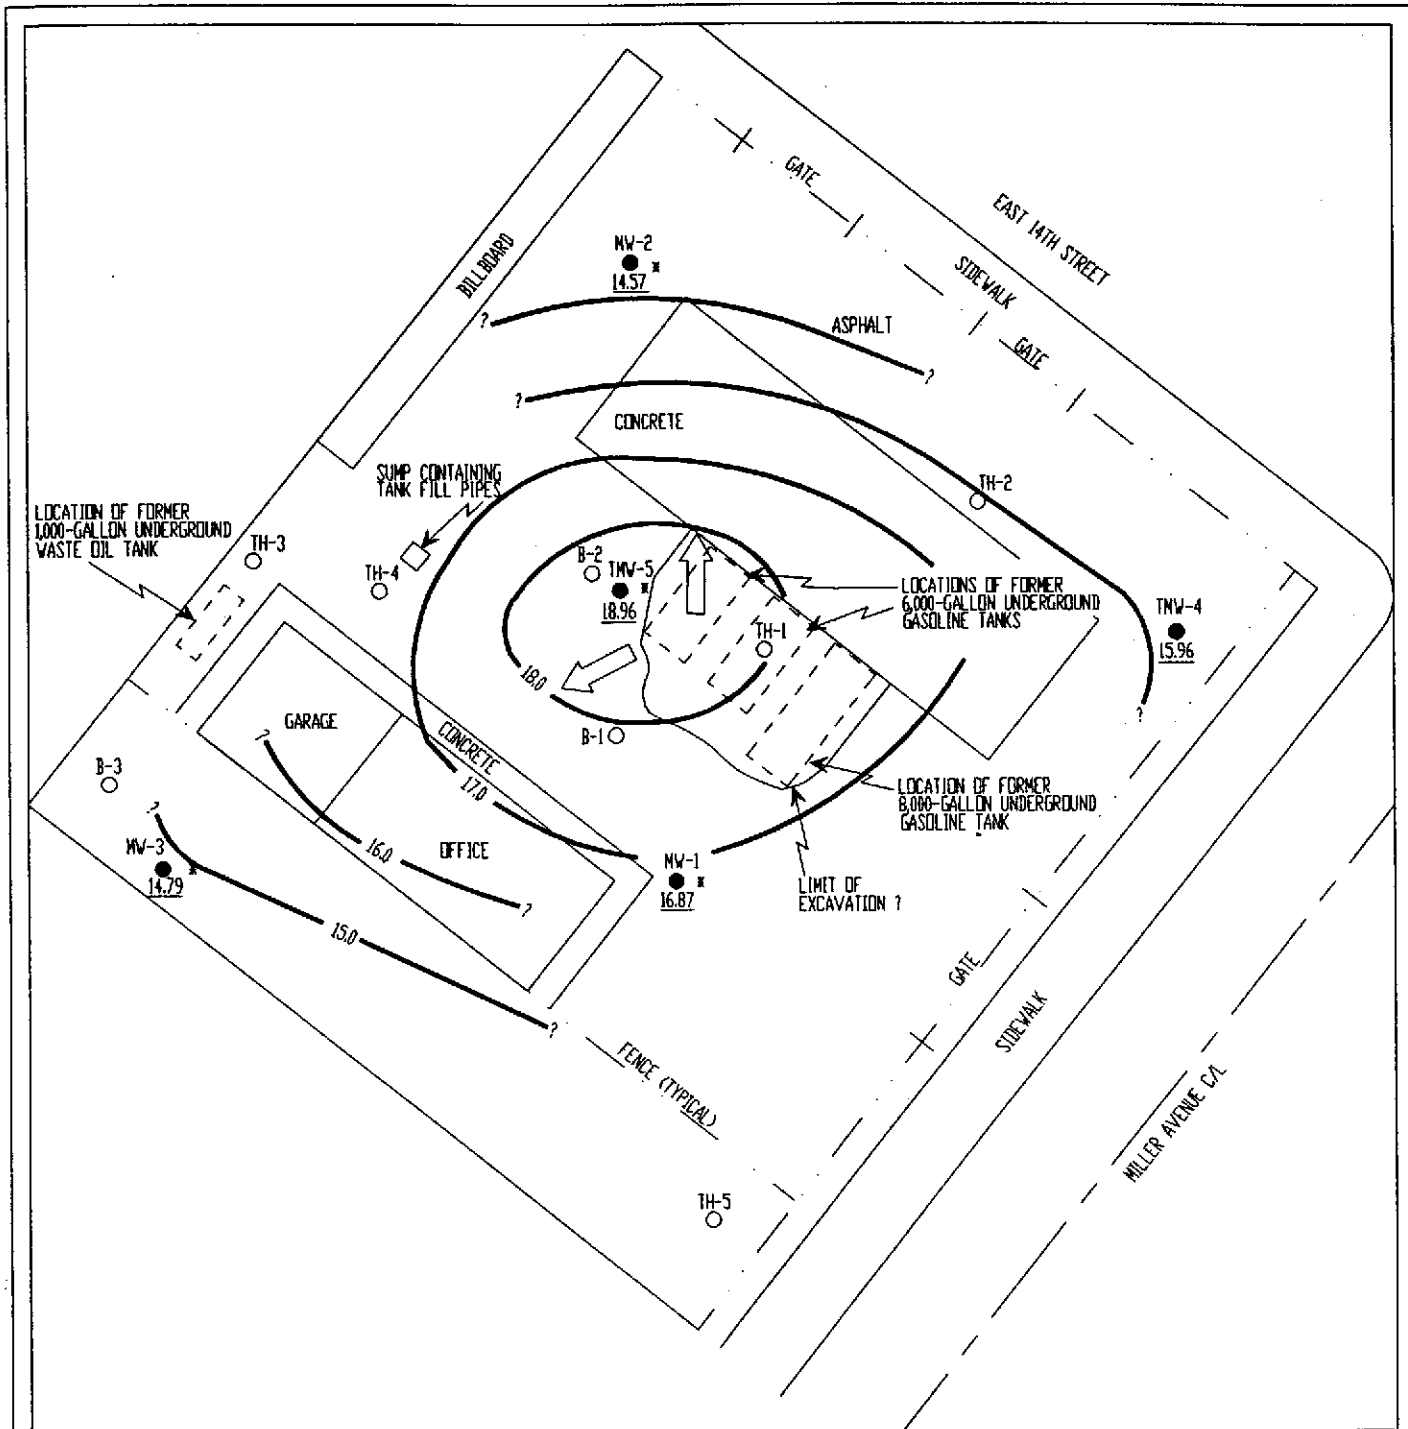 GATE
EAST 14TH STREET
MW-2
*
14.57
BILLBOARD
SIDEWALK
?
ASPHALT
GATE
?
?
CONCRETE
SUMP CONTAINING
TANK FILL PIPES
TH-2
LOCATION OF FORMER
1,000-GALLON UNDERGROUND
WASTE OIL TANK
TH-3
TH-4
B-2
TMW-5
*
18.96
LOCATIONS OF FORMER
6,000-GALLON UNDERGROUND
GASOLINE TANKS
TMW-4
15.96
TH-1
18.0
?
GARAGE
?
CONCRETE
B-1
B-3
17.0
LOCATION OF FORMER
8,000-GALLON UNDERGROUND
GASOLINE TANK
?
MW-3
*
14.79
16.0
OFFICE
?
MW-1
*
16.87
LIMIT OF
EXCAVATION ?
15.0
?
GATE
SIDEWALK
FENCE (TYPICAL)
MILLER AVENUE C/L
TH-5